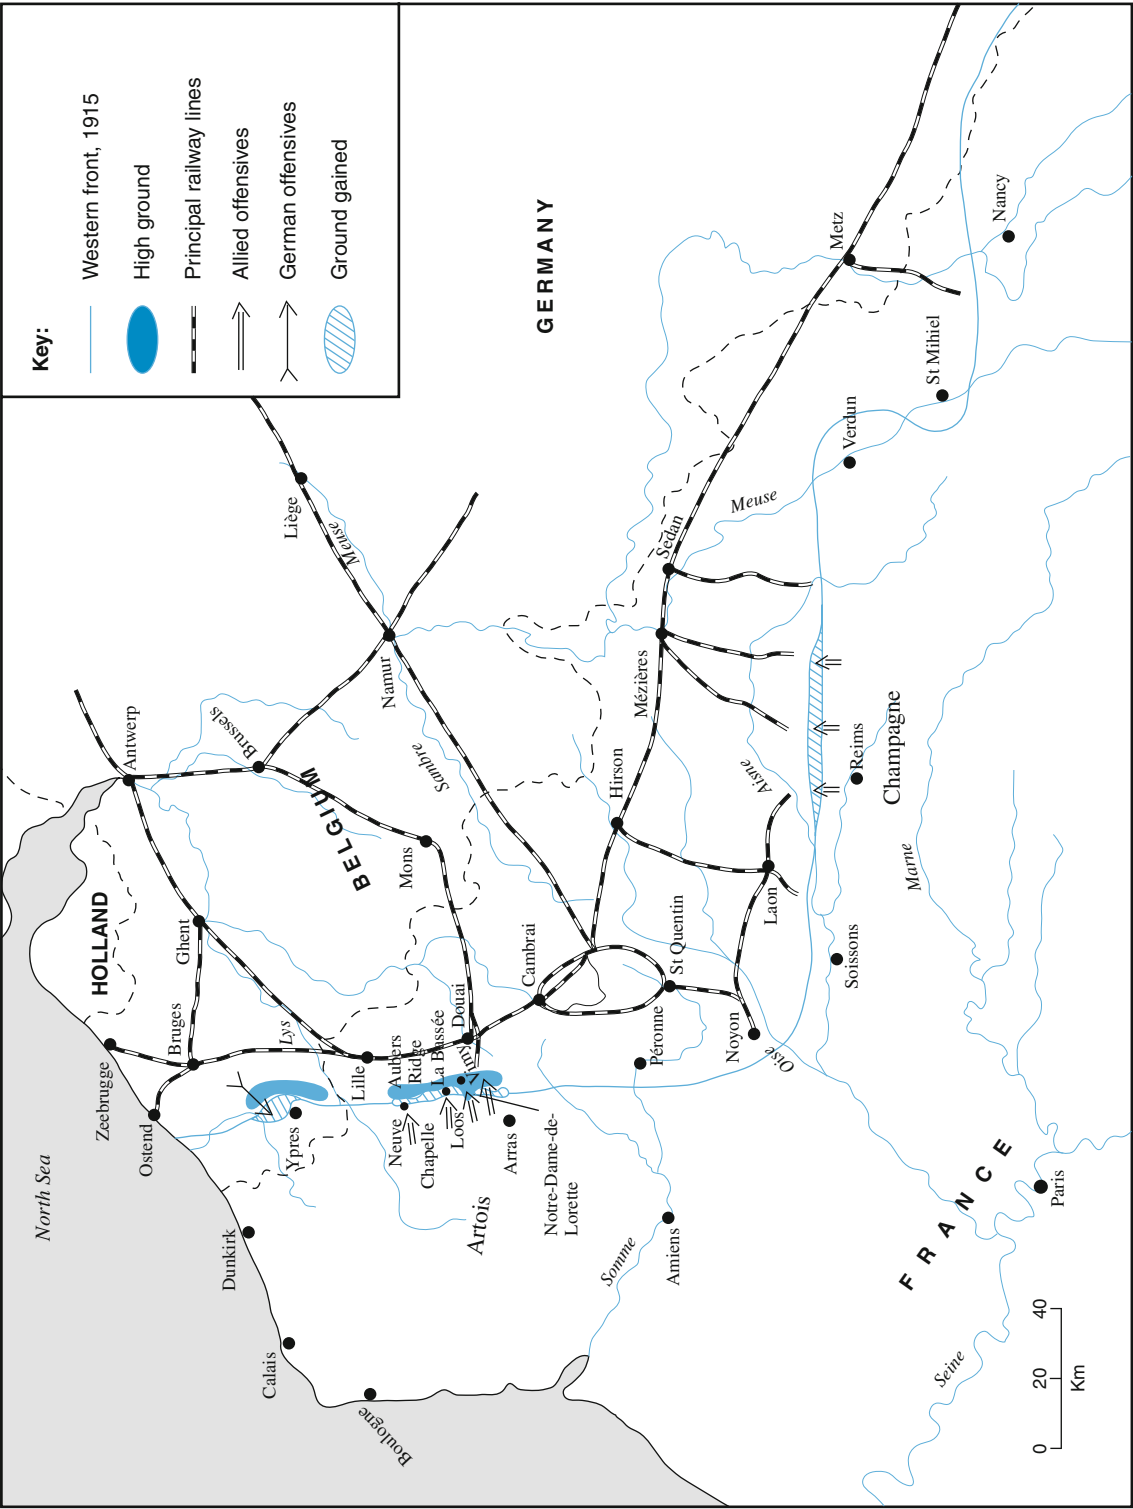 Key:
Western front, 1915
High ground
Principal railway lines
Allied offensives
German offensives
Ground gained
North Sea
HOLLAND
BELGIUM
GERMANY
FRANCE
Zeebrugge
Ostend
Bruges
Ghent
Antwerp
Brussels
Liège
Meuse
Namur
Sambre
Mons
Dunkirk
Calais
Boulogne
Ypres
Lys
Lille
Aubers
Ridge
La Bassée
Douai
Vimy
Neuve
Chapelle
Loos
Arras
Notre-Dame-de-
Lorette
Artois
Cambrai
St Quentin
Péronne
Noyon
Oise
Somme
Amiens
Hirson
Mézières
Sedan
Meuse
Laon
Aisne
Soissons
Reims
Champagne
Marne
Verdun
St Mihiel
Metz
Nancy
Paris
Seine
0 20 40
Km